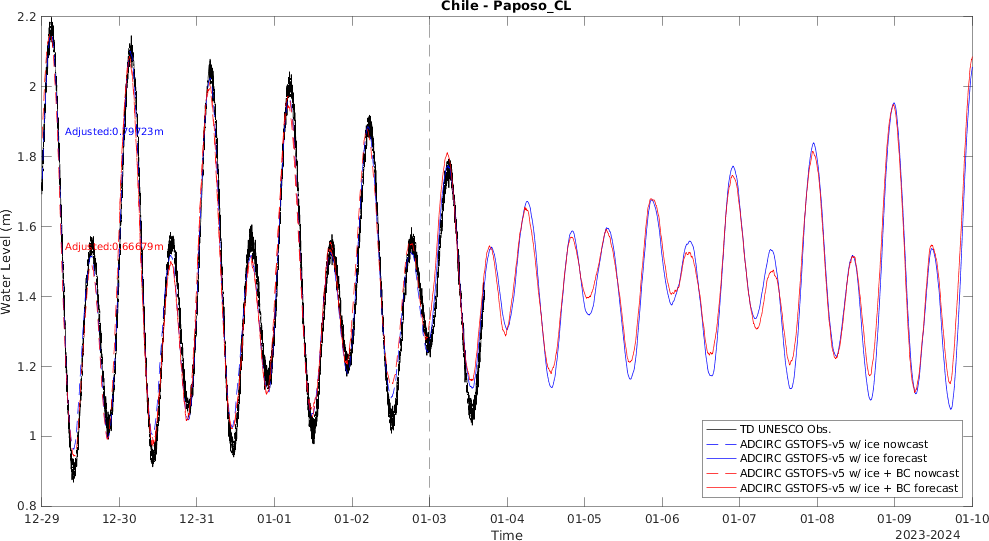 Chile - Paposo_CL
2.2
2
1.8
1.6
1.4
1.2
1
0.8
Water Level (m)
Adjusted:0.79723m
Adjusted:0.66679m
TD UNESCO Obs.
ADCIRC GSTOFS-v5 w/ ice nowcast
ADCIRC GSTOFS-v5 w/ ice forecast
ADCIRC GSTOFS-v5 w/ ice + BC nowcast
ADCIRC GSTOFS-v5 w/ ice + BC forecast
12-29 12-30 12-31 01-01 01-02 01-03 01-04 01-05 01-06 01-07 01-08 01-09 01-10
Time
2023-2024